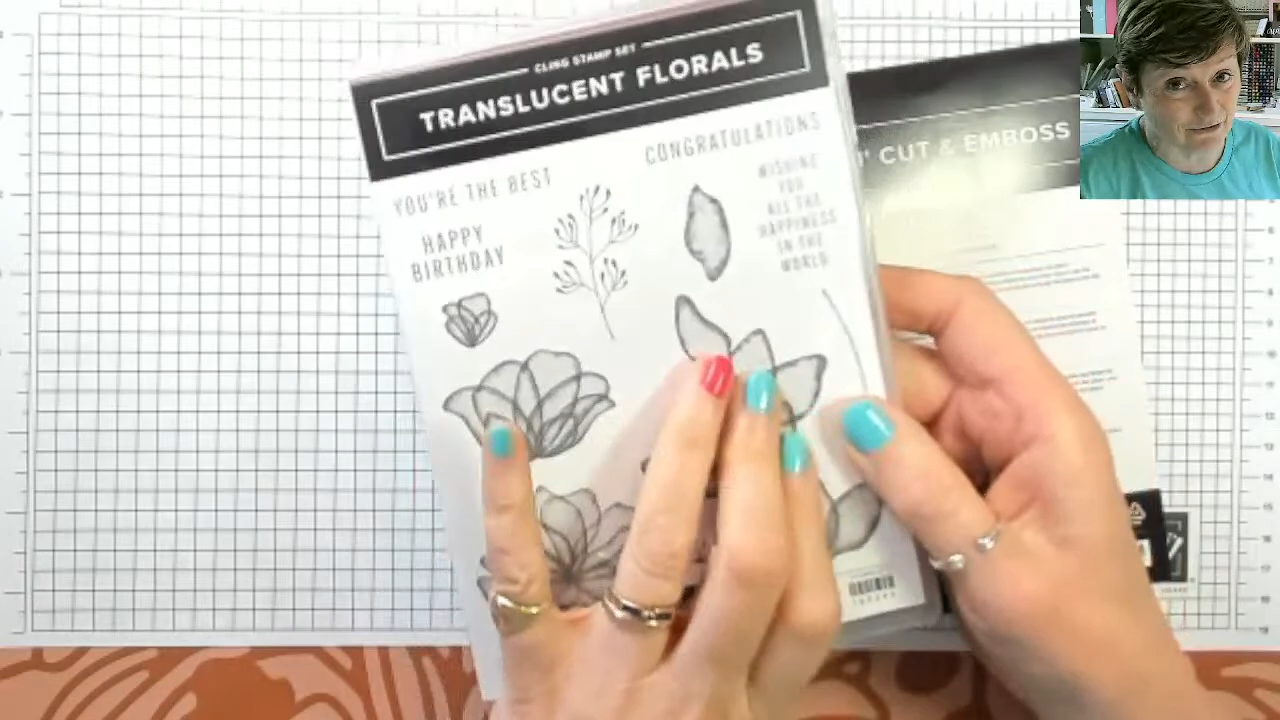 CLING STAMP SET
TRANSLUCENT FLORALS
YOU'RE THE BEST
CONGRATULATIONS
HAPPY
BIRTHDAY
WISHING
YOU
ALL THE
HAPPINESS
IN THE
WORLD
CUT & EMBOSS